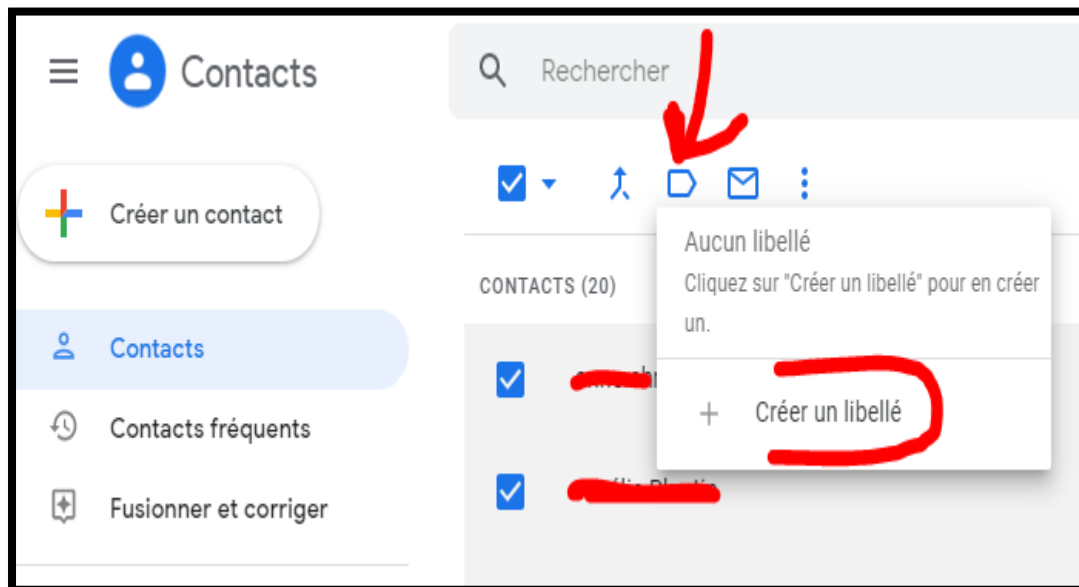 Contacts
Rechercher
Créer un contact
Aucun libellé
Cliquez sur "Créer un libellé" pour en créer
un.
CONTACTS (20)
Contacts
Créer un libellé
Contacts fréquents
Fusionner et corriger